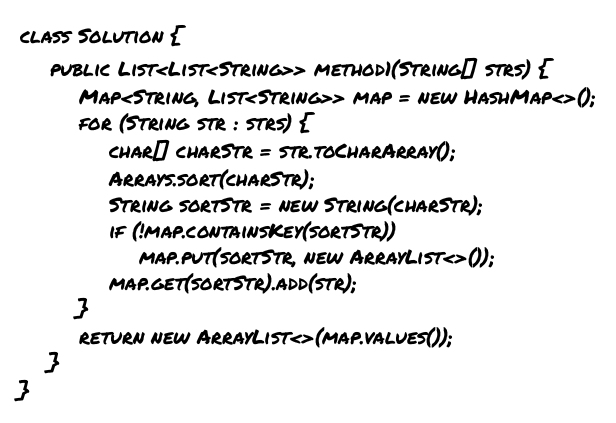 class Solution {
public List<List<String>> method1(String[] strs) {
Map<String, List<String>> map = new HashMap<>();
for (String str : strs) {
char[] charStr = str.toCharArray();
Arrays.sort(charStr);
String sortStr = new String(charStr);
if (!map.containsKey(sortStr))
map.put(sortStr, new ArrayList<>());
map.get(sortStr).add(str);
}
return new ArrayList<>(map.values());
}
}